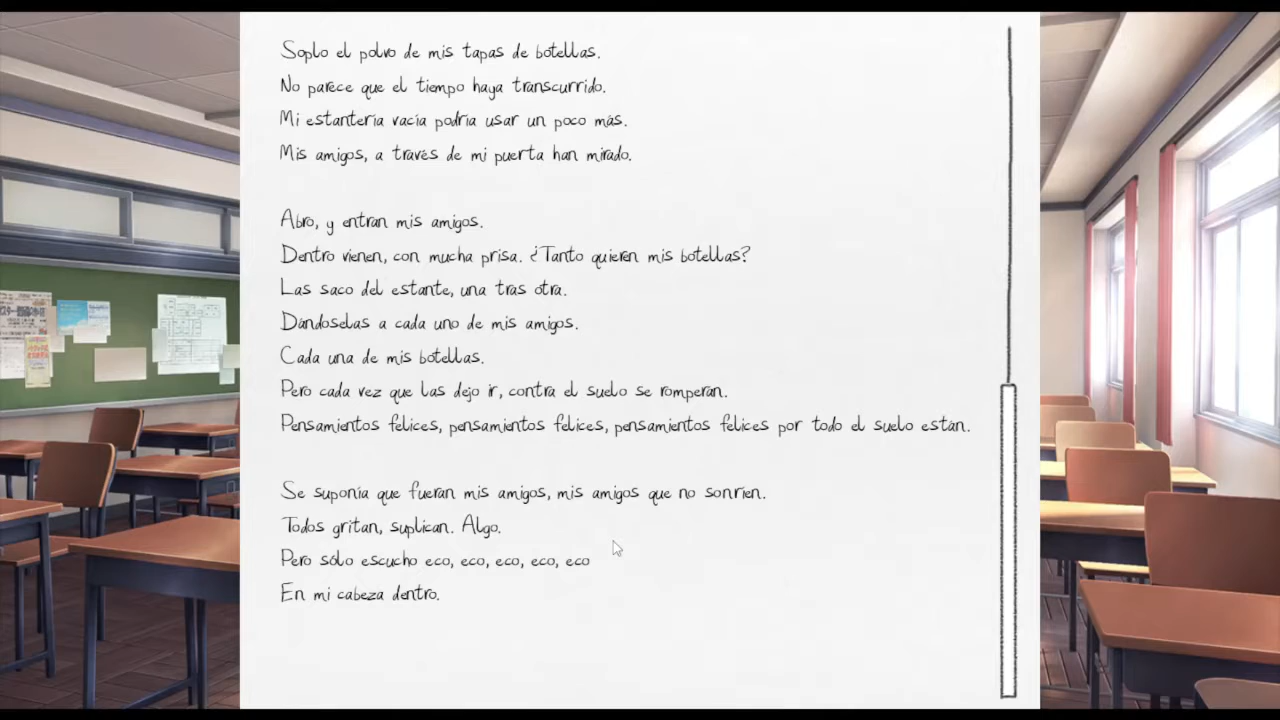 Soplo el polvo de mis tapas de botellas.
No parece que el tiempo haya transcurrido.
Mi estantería vacía podría usar un poco más.
Mis amigos, a través de mi puerta han mirado.
Abro, y entran mis amigos.
Dentro vienen, con mucha prisa. ¿Tanto quieren mis botellas?
Las saco del estante, una tras otra.
Dándoselas a cada uno de mis amigos.
Cada una de mis botellas.
Pero cada vez que las dejo ir, contra el suelo se romperán.
Pensamientos felices, pensamientos felices, pensamientos felices por todo el suelo están.
Se suponía que fueran mis amigos, mis amigos que no sonríen.
Todos gritan, suplican. Algo.
Pero sólo escucho eco, eco, eco, eco, eco
En mi cabeza dentro.